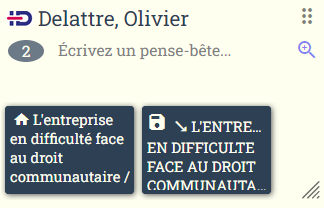 Delattre, Olivier
2 Écrivez un pense-bête...
L'entreprise
en difficulté face
au droit
communautaire /
↘ L'ENTRE...
EN DIFFICULTE
FACE AU DROIT
COMMUNAUTA...